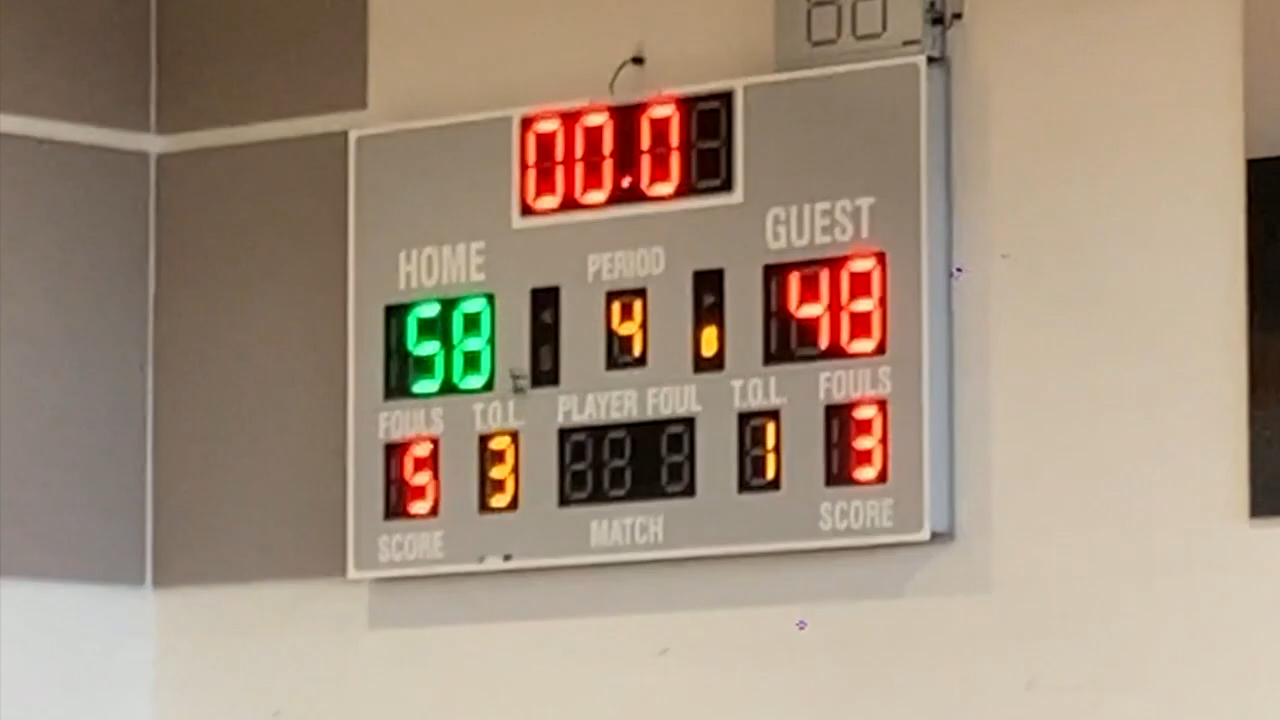 00.0
HOME PERIOD GUEST
58 4 48
FOULS T.O.L. PLAYER FOUL T.O.L. FOULS
5 3 1 3
SCORE MATCH SCORE